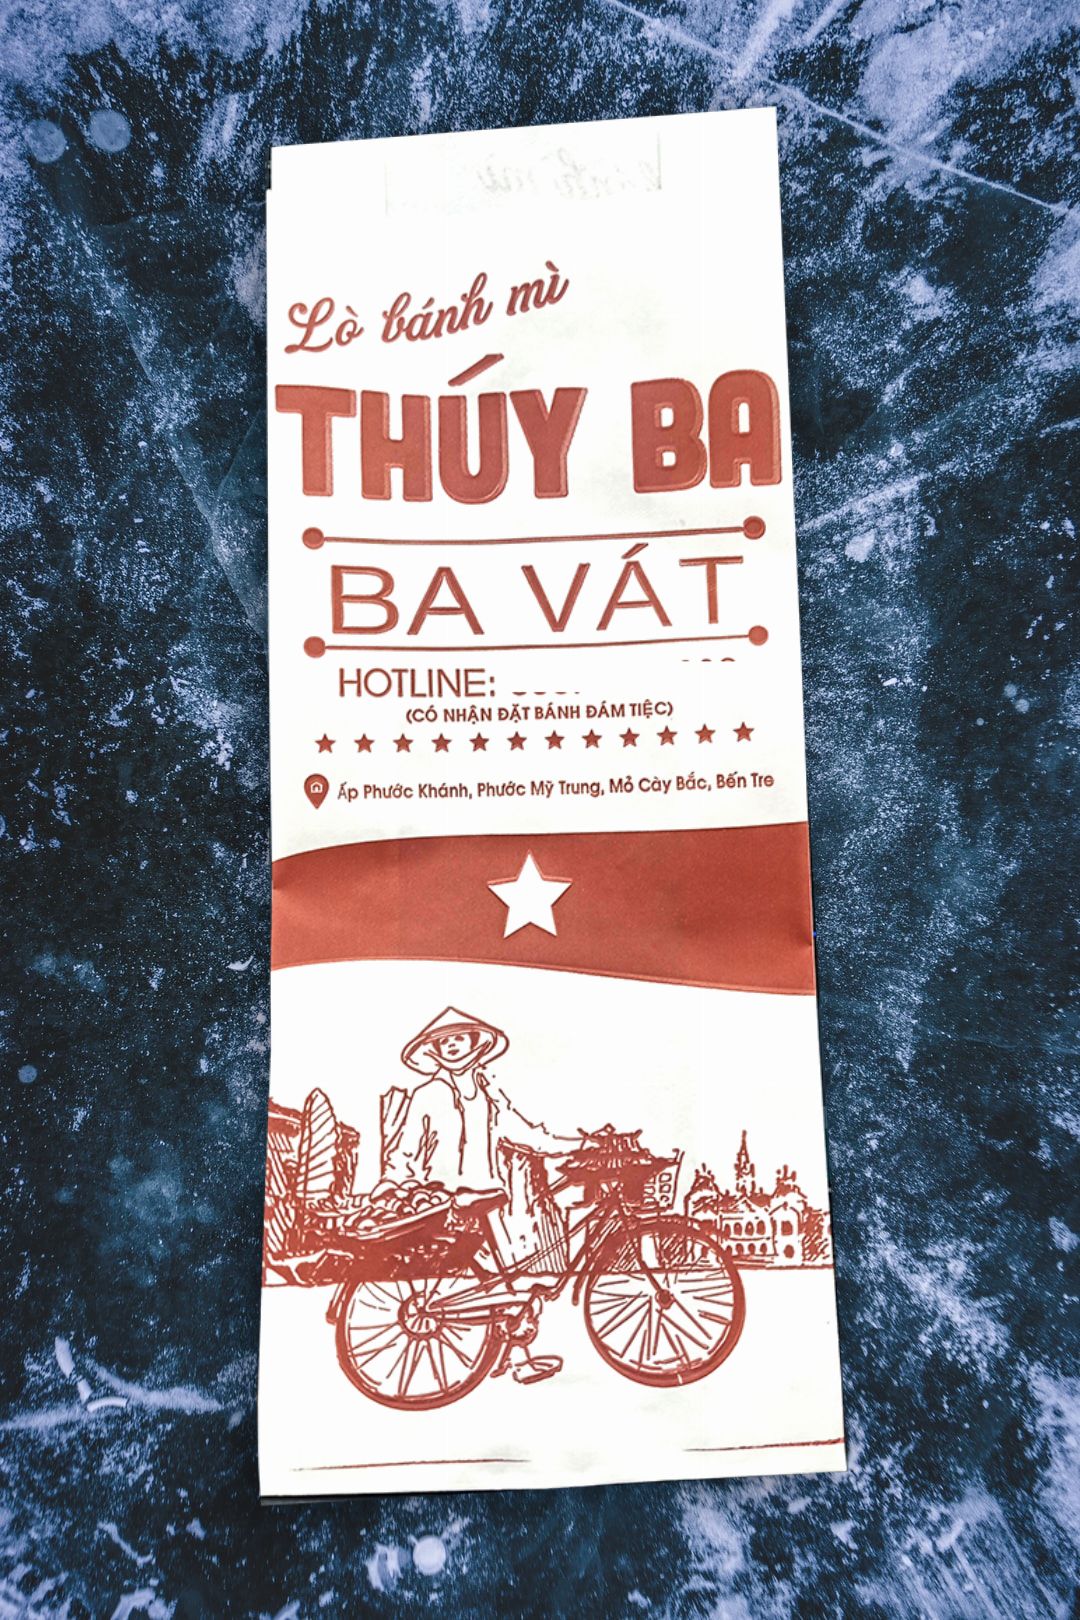 Lò bánh mì
THÚY BA
BA VÁT
HOTLINE:
(CÓ NHẬN ĐẶT BÁNH ĐÁM TIỆC)
Ấp Phước Khánh, Phước Mỹ Trung, Mỏ Cày Bắc, Bến Tre